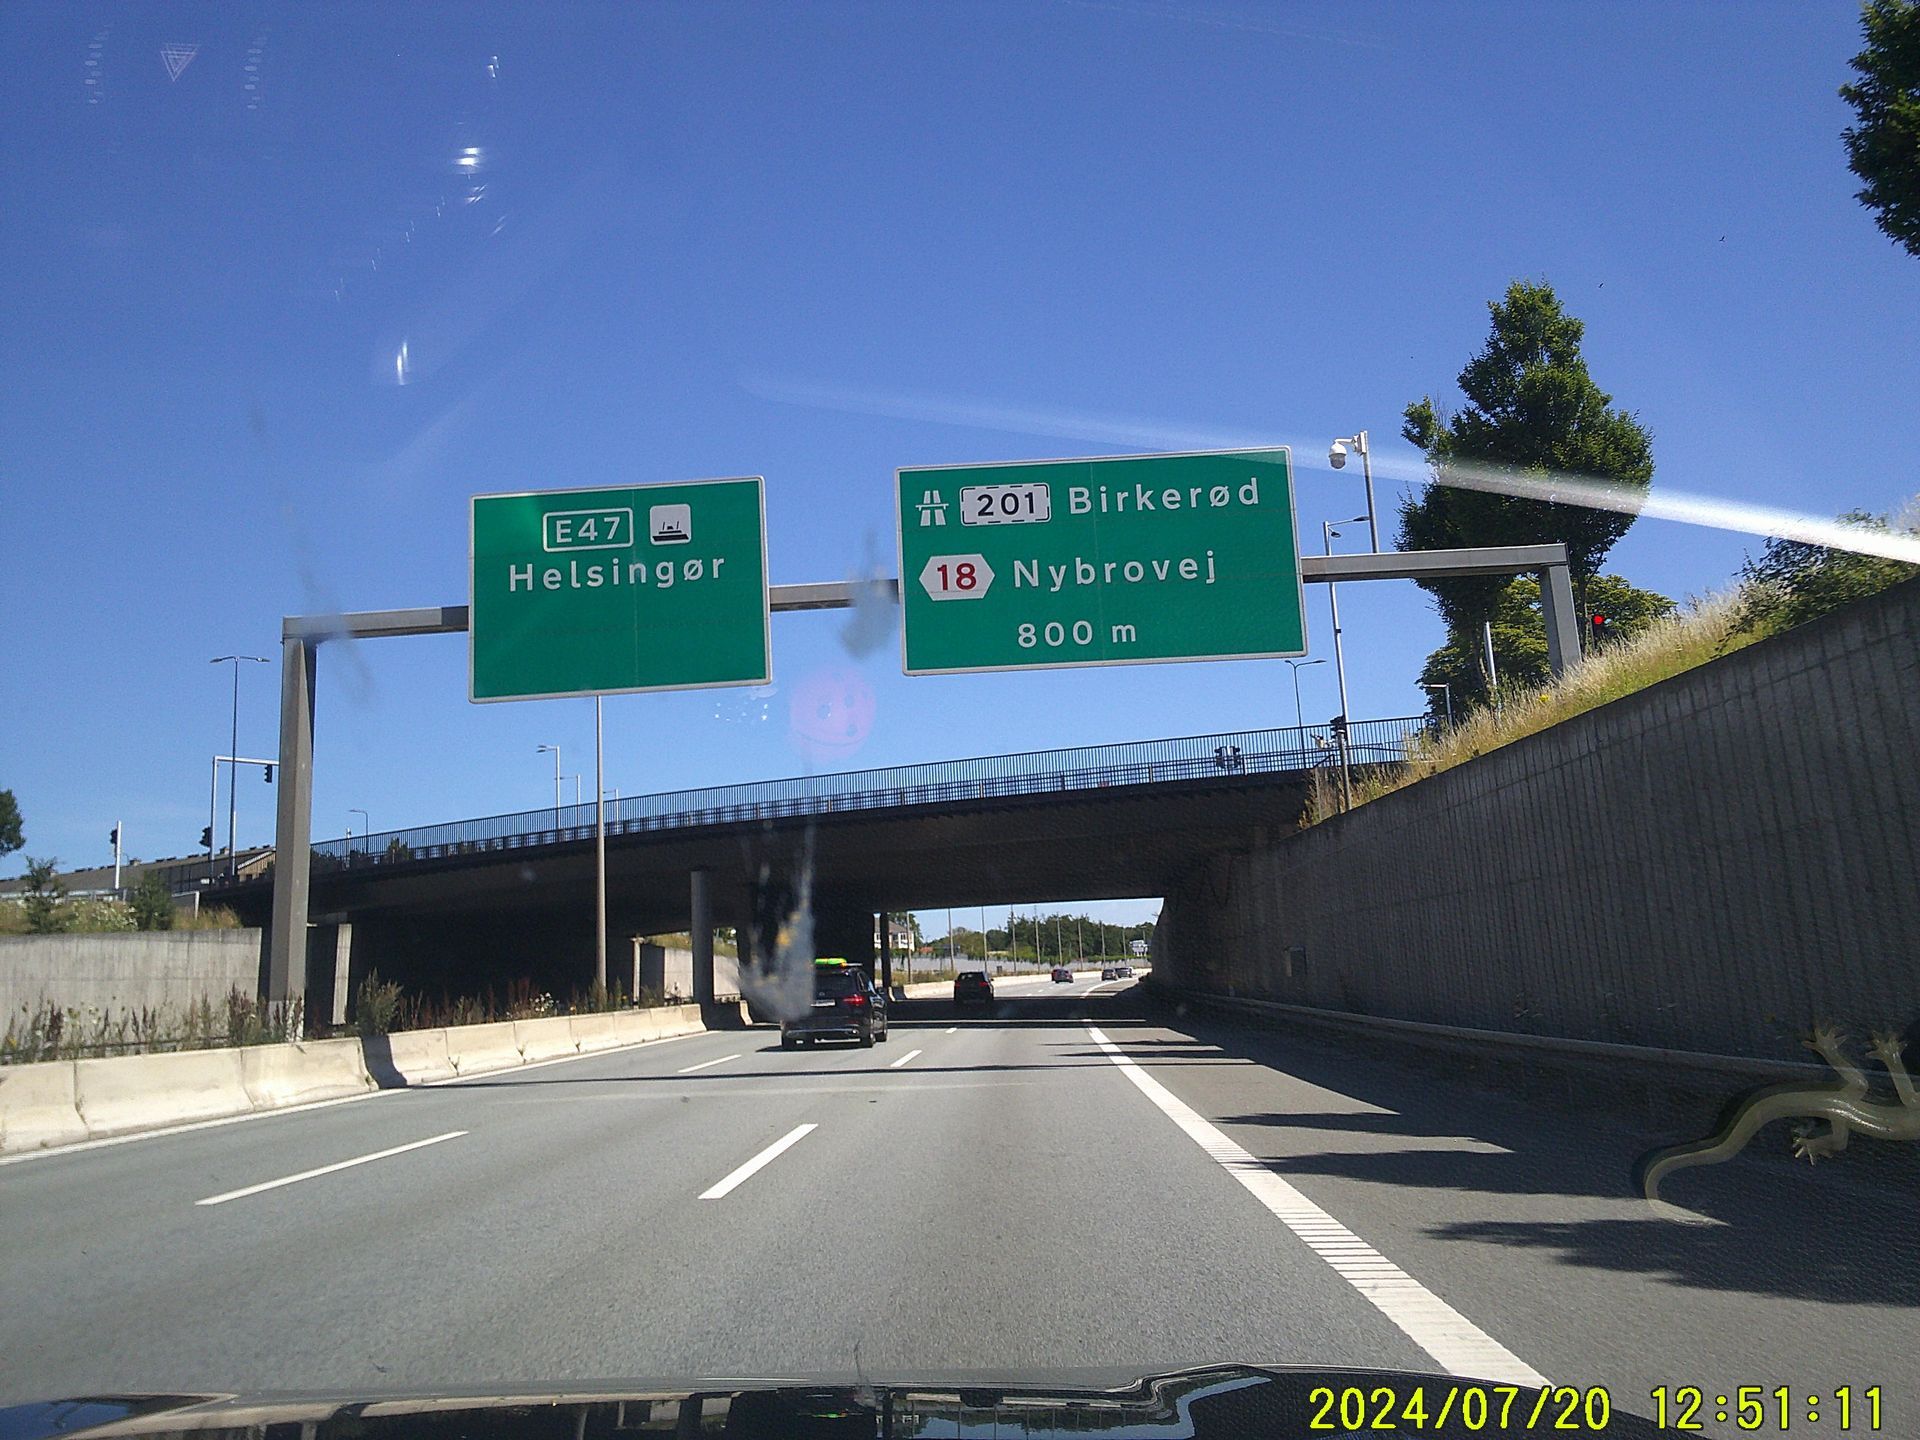 E47
Helsingør
201 Birkerød
18 Nybrovej
800 m
2024/07/20 12:51:11